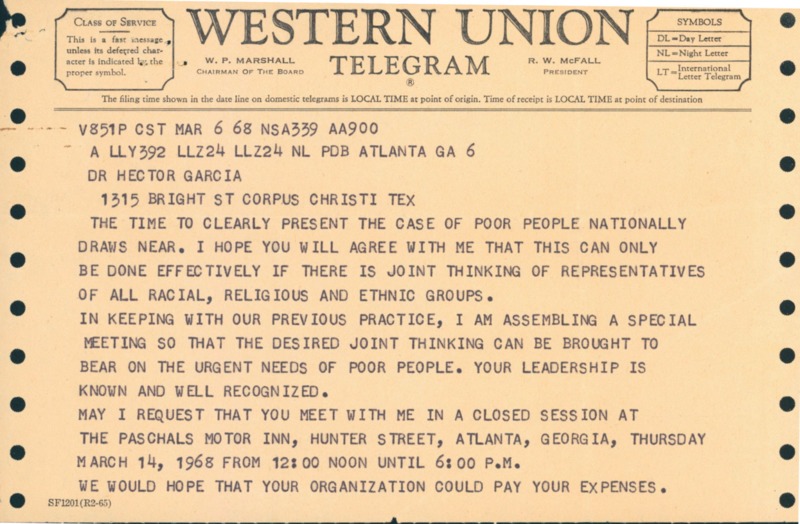 CLASS OF SERVICE
This is a fast message
unless its deferred char-
acter is indicated by the
proper symbol.
WESTERN UNION
TELEGRAM
®
W. P. MARSHALL
CHAIRMAN OF THE BOARD
R. W. McFALL
PRESIDENT
SYMBOLS
DL=Day Letter
NL=Night Letter
LT=International Letter Telegram
The filing time shown in the date line on domestic telegrams is LOCAL TIME at point of origin. Time of receipt is LOCAL TIME at point of destination
V851P CST MAR 6 68 NSA339 AA900
A LLY392 LLZ24 LLZ24 NL PDB ATLANTA GA 6
DR HECTOR GARCIA
1315 BRIGHT ST CORPUS CHRISTI TEX
THE TIME TO CLEARLY PRESENT THE CASE OF POOR PEOPLE NATIONALLY
DRAWS NEAR. I HOPE YOU WILL AGREE WITH ME THAT THIS CAN ONLY
BE DONE EFFECTIVELY IF THERE IS JOINT THINKING OF REPRESENTATIVES
OF ALL RACIAL, RELIGIOUS AND ETHNIC GROUPS.
IN KEEPING WITH OUR PREVIOUS PRACTICE, I AM ASSEMBLING A SPECIAL
MEETING SO THAT THE DESIRED JOINT THINKING CAN BE BROUGHT TO
BEAR ON THE URGENT NEEDS OF POOR PEOPLE. YOUR LEADERSHIP IS
KNOWN AND WELL RECOGNIZED.
MAY I REQUEST THAT YOU MEET WITH ME IN A CLOSED SESSION AT
THE PASCHALS MOTOR INN, HUNTER STREET, ATLANTA, GEORGIA, THURSDAY
MARCH 14, 1968 FROM 12:00 NOON UNTIL 6:00 P.M.
WE WOULD HOPE THAT YOUR ORGANIZATION COULD PAY YOUR EXPENSES.
SF1201(R2-65)